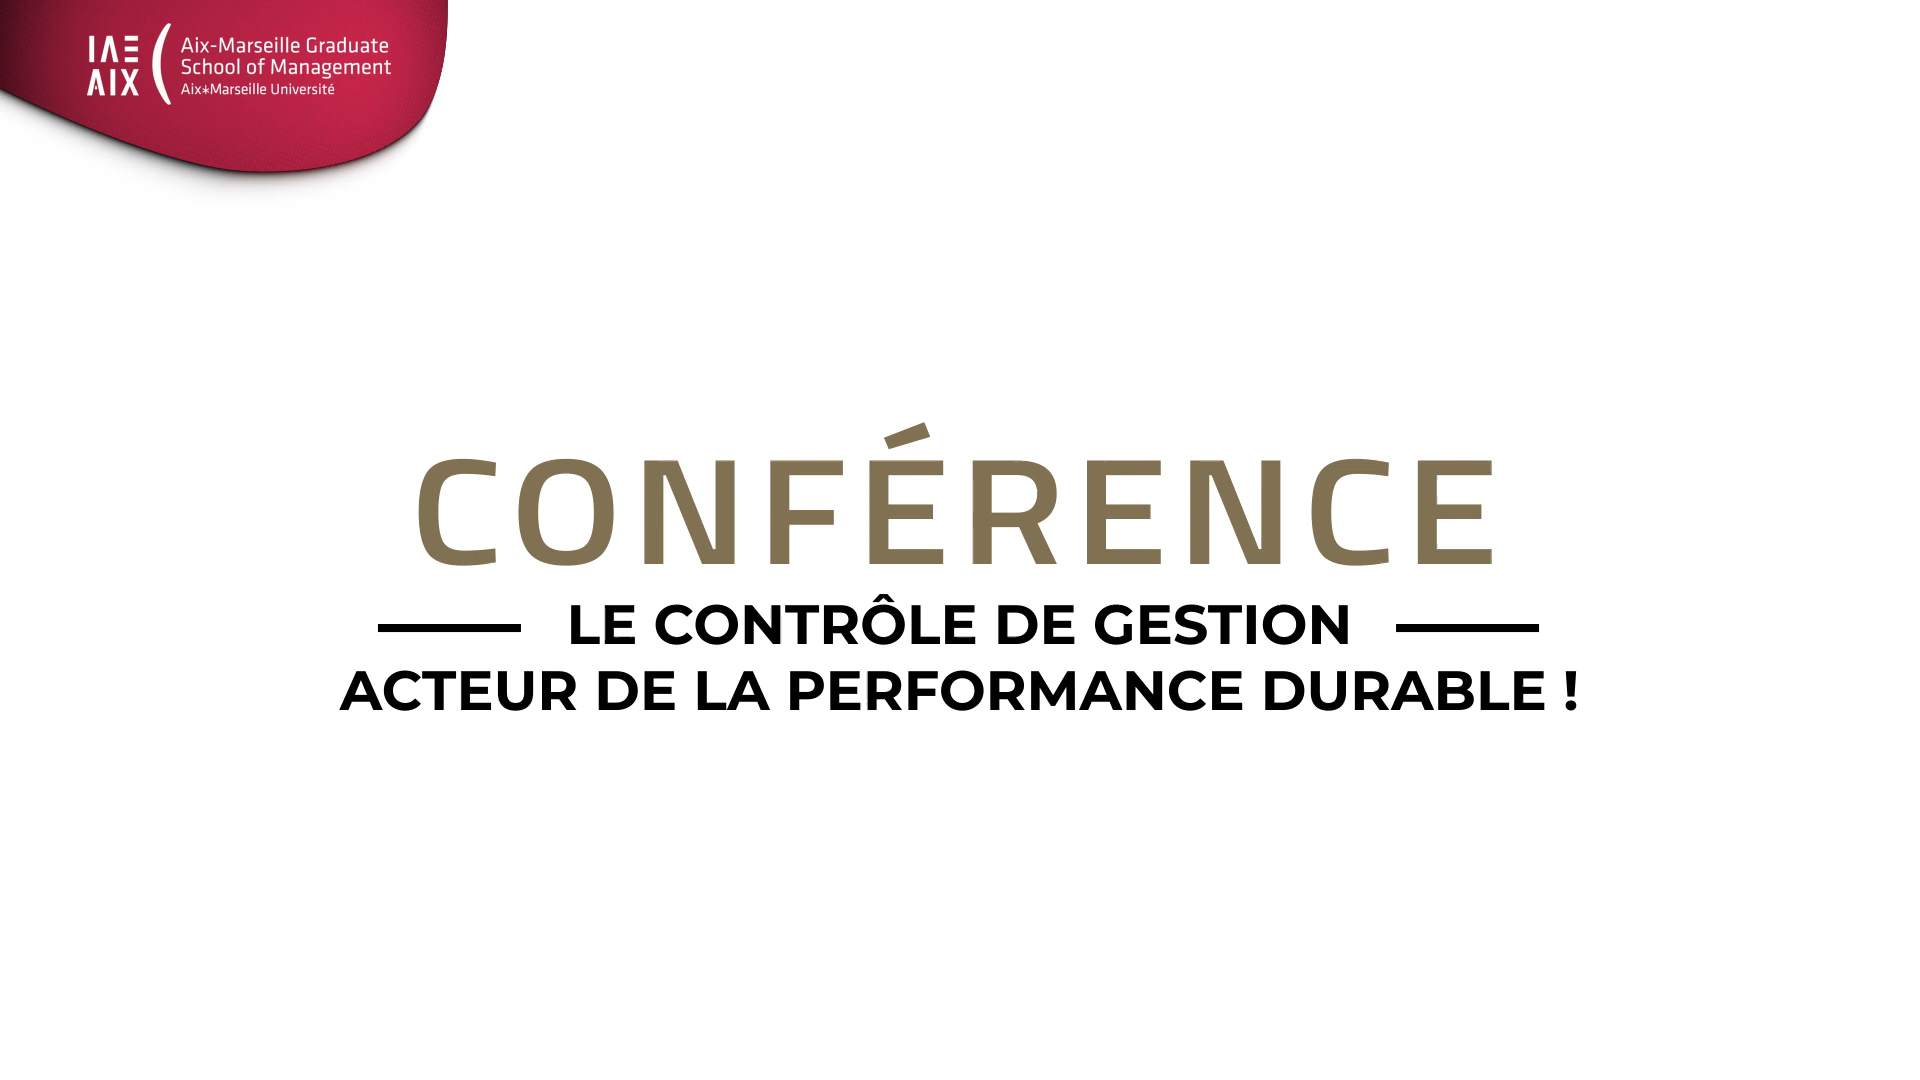 IAE
AIX
Aix-Marseille Graduate
School of Management
Aix*Marseille Université
CONFÉRENCE
LE CONTRÔLE DE GESTION
ACTEUR DE LA PERFORMANCE DURABLE !